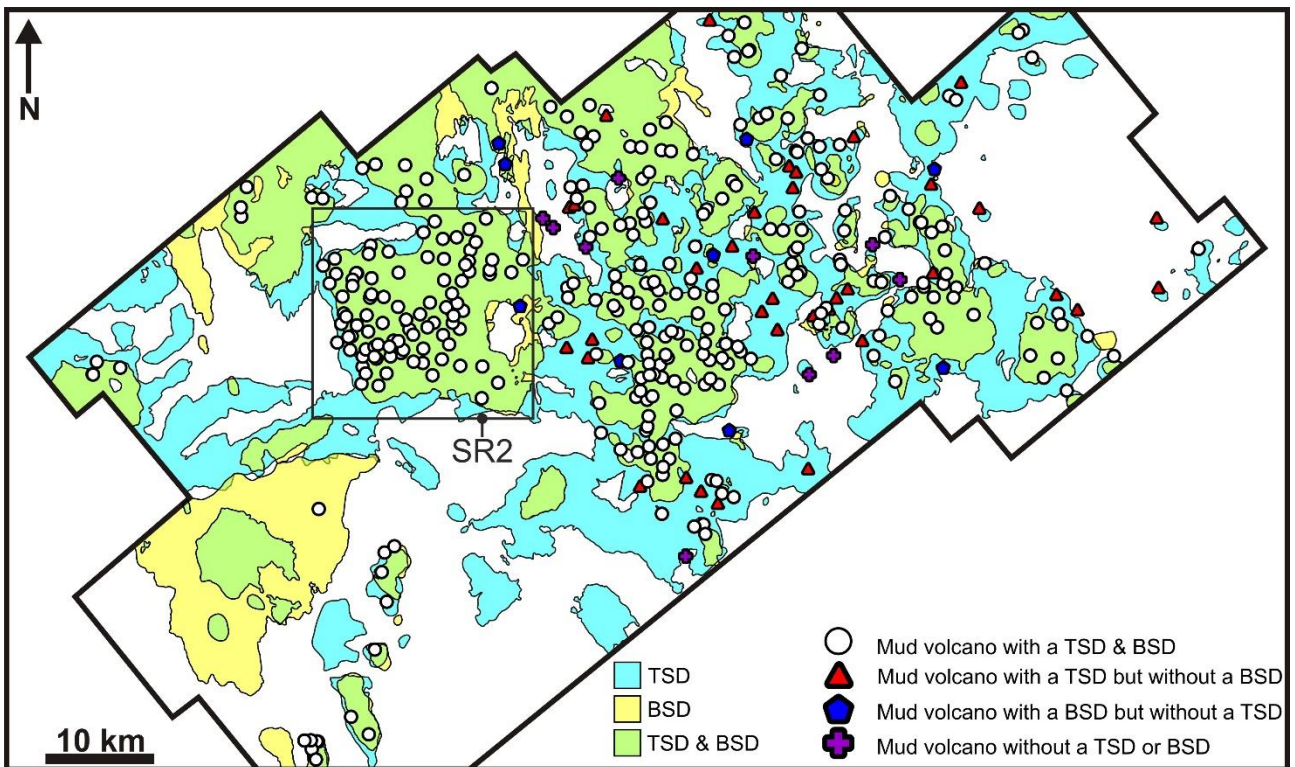 N
SR2
TSD
BSD
TSD & BSD
10 km
Mud volcano with a TSD & BSD
Mud volcano with a TSD but without a BSD
Mud volcano with a BSD but without a TSD
Mud volcano without a TSD or BSD